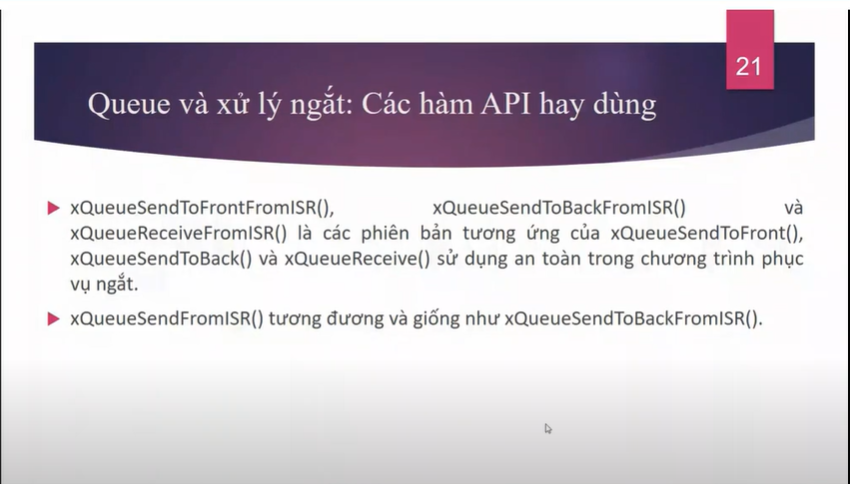 21
Queue và xử lý ngắt: Các hàm API hay dùng
xQueueSendToFrontFromISR(), xQueueSendToBackFromISR() và
xQueueReceiveFromISR() là các phiên bản tương ứng của xQueueSendToFront(),
xQueueSendToBack() và xQueueReceive() sử dụng an toàn trong chương trình phục
vụ ngắt.
xQueueSendFromISR() tương đương và giống như xQueueSendToBackFromISR().